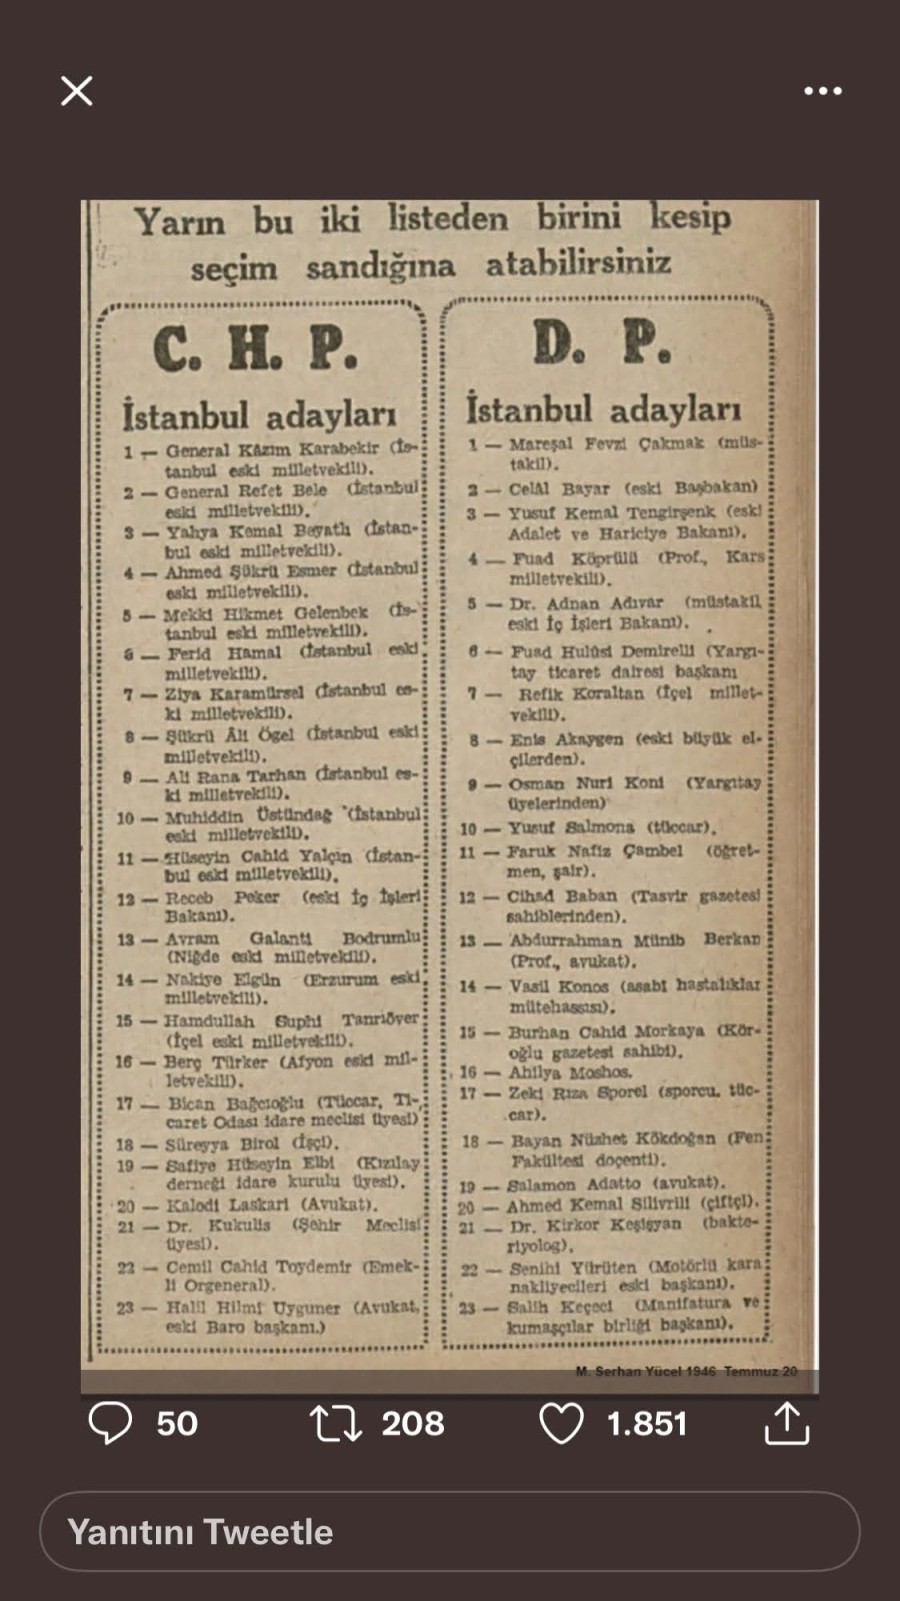 Yarın bu iki listeden birini kesip
seçim sandığına atabilirsiniz
C. H. P.
İstanbul adayları
1 — General Kâzım Karabekir (İs-
tanbul eski milletvekili).
2 — General Refet Bele (İstanbul
eski milletvekili).
3 — Yahya Kemal Beyatlı (İstan-
bul eski milletvekili).
4 — Ahmed Şükrü Esmer (İstanbul
eski milletvekili).
5 — Mekki Hikmet Gelenbek (İs-
tanbul eski milletvekili).
6 — Ferid Hamal (İstanbul eski
milletvekili).
7 — Ziya Karamürsel (İstanbul es-
ki milletvekili).
8 — Şükrü Âli Ögel (İstanbul eski
milletvekili).
9 — Ali Rana Tarhan (İstanbul es-
ki milletvekili).
10 — Muhiddin Üstündağ (İstanbul
eski milletvekili).
11 — Hüseyin Cahid Yalçın (İstan-
bul eski milletvekili).
12 — Receb Peker (eski İç İşleri
Bakanı).
13 — Avram Galanti Bodrumlu
(Niğde eski milletvekili).
14 — Nakiye Elgün (Erzurum eski
milletvekili).
15 — Hamdullah Suphi Tanrıöver
(İçel eski milletvekili).
16 — Berç Türker (Afyon eski mil-
letvekili).
17 — Bican Bağcıoğlu (Tüccar, Ti-
caret Odası idare meclisi üyesi)
18 — Süreyya Birol (İşçi).
19 — Safiye Hüseyin Elbi (Kızılay
derneği idare kurulu üyesi).
20 — Kalodi Laskari (Avukat).
21 — Dr. Kukulis (Şehir Meclisi
üyesi).
22 — Cemil Cahid Toydemir (Emek-
li Orgeneral).
23 — Halil Hilmi Uyguner (Avukat,
eski Baro başkanı.)
D. P.
İstanbul adayları
1 — Mareşal Fevzi Çakmak (müs-
takil).
2 — Celâl Bayar (eski Başbakan)
3 — Yusuf Kemal Tengirşenk (eski
Adalet ve Hariciye Bakanı).
4 — Fuad Köprülü (Prof., Kars
milletvekili).
5 — Dr. Adnan Adıvar (müstakil
eski İç İşleri Bakanı).
6 — Fuad Hulûsi Demirelli (Yargı-
tay ticaret dairesi başkanı
7 — Refik Koraltan (İçel millet-
vekili).
8 — Enis Akaygen (eski büyük el-
çilerden).
9 — Osman Nuri Koni (Yargıtay
üyelerinden)
10 — Yusuf Salmona (tüccar).
11 — Faruk Nafiz Çambel (öğret-
men, şair).
12 — Cihad Baban (Tasvir gazetesi
sahiblerinden).
13 — Abdurrahman Münib Berkan
(Prof., avukat).
14 — Vasil Konos (asabî hastalıklar
mütehassısı).
15 — Burhan Cahid Morkaya (Kör-
oğlu gazetesi sahibi).
16 — Ahilya Moshos.
17 — Zeki Rıza Sporel (sporcu, tüc-
car).
18 — Bayan Nüzhet Kökdoğan (Fen
Fakültesi doçenti).
19 — Salamon Adatto (avukat).
20 — Ahmed Kemal Silivrili (çiftçi).
21 — Dr. Kirkor Keşişyan (bakte-
riyolog).
22 — Senihi Yürüten (Motörlü kara
nakliyecileri eski başkanı).
23 — Salih Keçeci (Manifatura ve
kumaşçılar birliği başkanı).
M. Serhan Yücel 1946 Temmuz 20
50 208 1.851
Yanıtını Tweetle